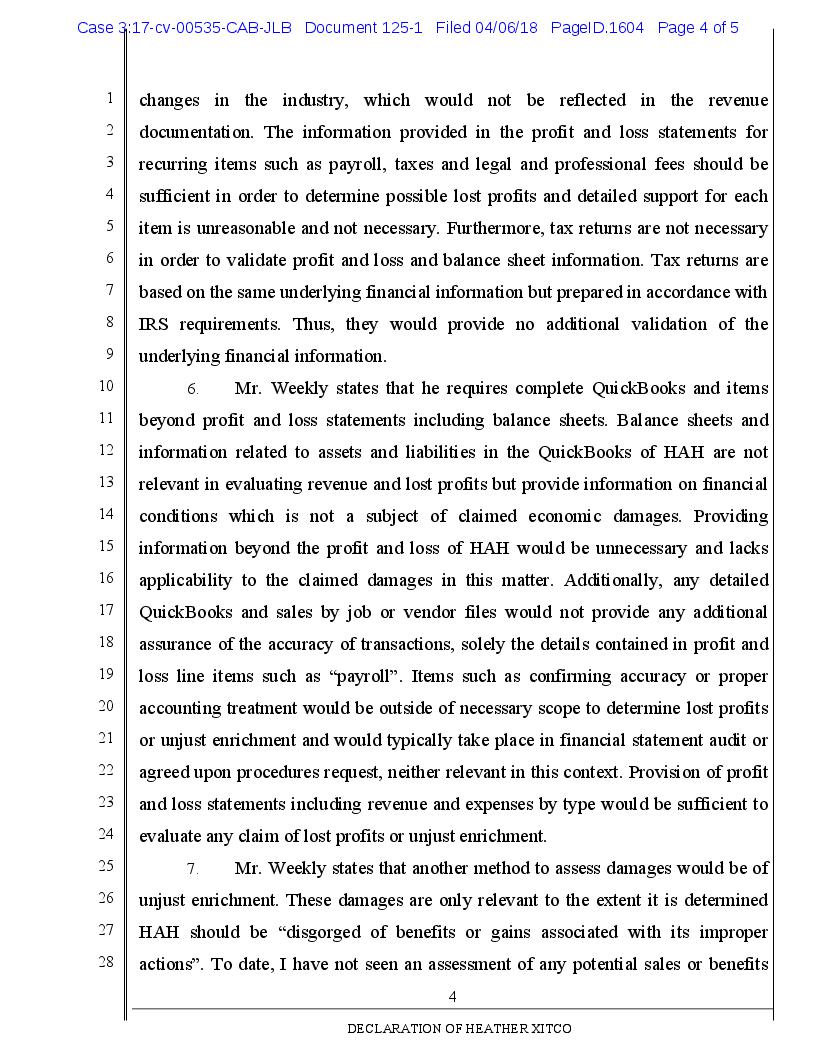 Case 3:17-cv-00535-CAB-JLB Document 125-1 Filed 04/06/18 PageID.1604 Page 4 of 5
1 changes in the industry, which would not be reflected in the revenue
2 documentation. The information provided in the profit and loss statements for
3 recurring items such as payroll, taxes and legal and professional fees should be
4 sufficient in order to determine possible lost profits and detailed support for each
5 item is unreasonable and not necessary. Furthermore, tax returns are not necessary
6 in order to validate profit and loss and balance sheet information. Tax returns are
7 based on the same underlying financial information but prepared in accordance with
8 IRS requirements. Thus, they would provide no additional validation of the
9 underlying financial information.
10 6. Mr. Weekly states that he requires complete QuickBooks and items
11 beyond profit and loss statements including balance sheets. Balance sheets and
12 information related to assets and liabilities in the QuickBooks of HAH are not
13 relevant in evaluating revenue and lost profits but provide information on financial
14 conditions which is not a subject of claimed economic damages. Providing
15 information beyond the profit and loss of HAH would be unnecessary and lacks
16 applicability to the claimed damages in this matter. Additionally, any detailed
17 QuickBooks and sales by job or vendor files would not provide any additional
18 assurance of the accuracy of transactions, solely the details contained in profit and
19 loss line items such as “payroll”. Items such as confirming accuracy or proper
20 accounting treatment would be outside of necessary scope to determine lost profits
21 or unjust enrichment and would typically take place in financial statement audit or
22 agreed upon procedures request, neither relevant in this context. Provision of profit
23 and loss statements including revenue and expenses by type would be sufficient to
24 evaluate any claim of lost profits or unjust enrichment.
25 7. Mr. Weekly states that another method to assess damages would be of
26 unjust enrichment. These damages are only relevant to the extent it is determined
27 HAH should be “disgorged of benefits or gains associated with its improper
28 actions”. To date, I have not seen an assessment of any potential sales or benefits
4
DECLARATION OF HEATHER XITCO